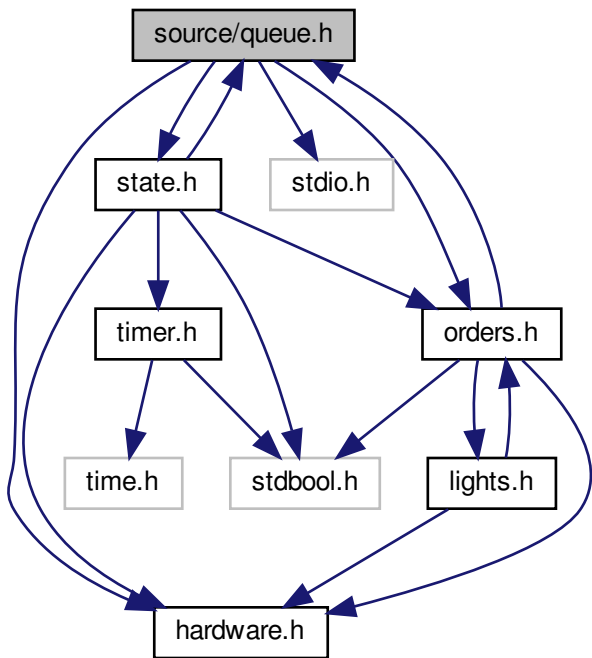 source/queue.h
state.h
stdio.h
timer.h
orders.h
time.h
stdbool.h
lights.h
hardware.h